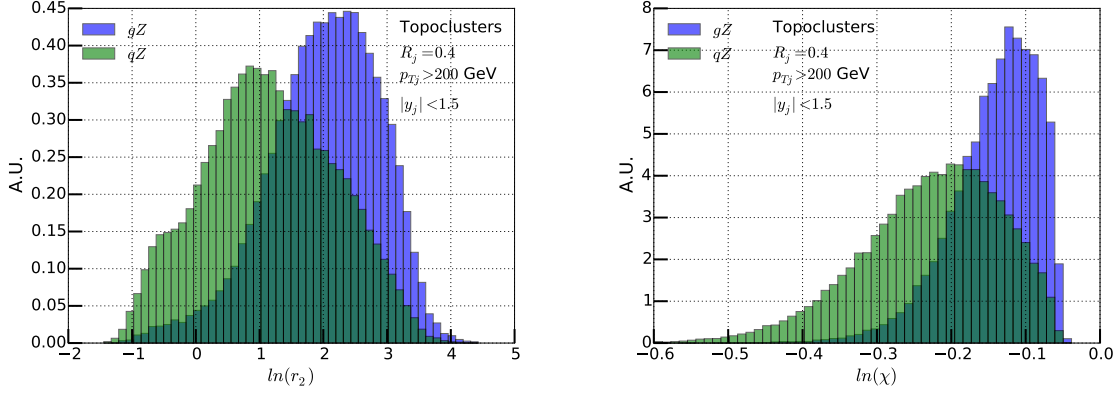 0.45
0.40
0.35
0.30
0.25
0.20
0.15
0.10
0.05
0.00
A.U.
gZ
qZ
Topoclusters
R_j=0.4
p_{Tj}>200 GeV
|y_j|<1.5
−2 −1 0 1 2 3 4 5
ln(r_2)
8
7
6
5
4
3
2
1
0
A.U.
Topoclusters
R_j=0.4
p_{Tj}>200 GeV
|y_j|<1.5
gZ
qZ
−0.6 −0.5 −0.4 −0.3 −0.2 −0.1 0.0
ln(χ)